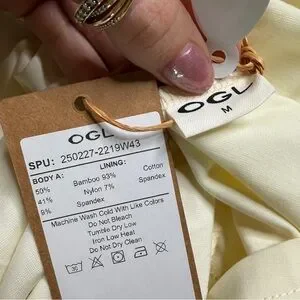 OGL
M
OGL
SPU: 250227-2219W43
BODY A: LINING:
50% Bamboo 93% Cotton
41% Nylon 7% Spandex
9% Spandex
Machine Wash Cold With Like Colors
Do Not Bleach
Tumble Dry Low
Iron Low Heat
Do Not Dry Clean